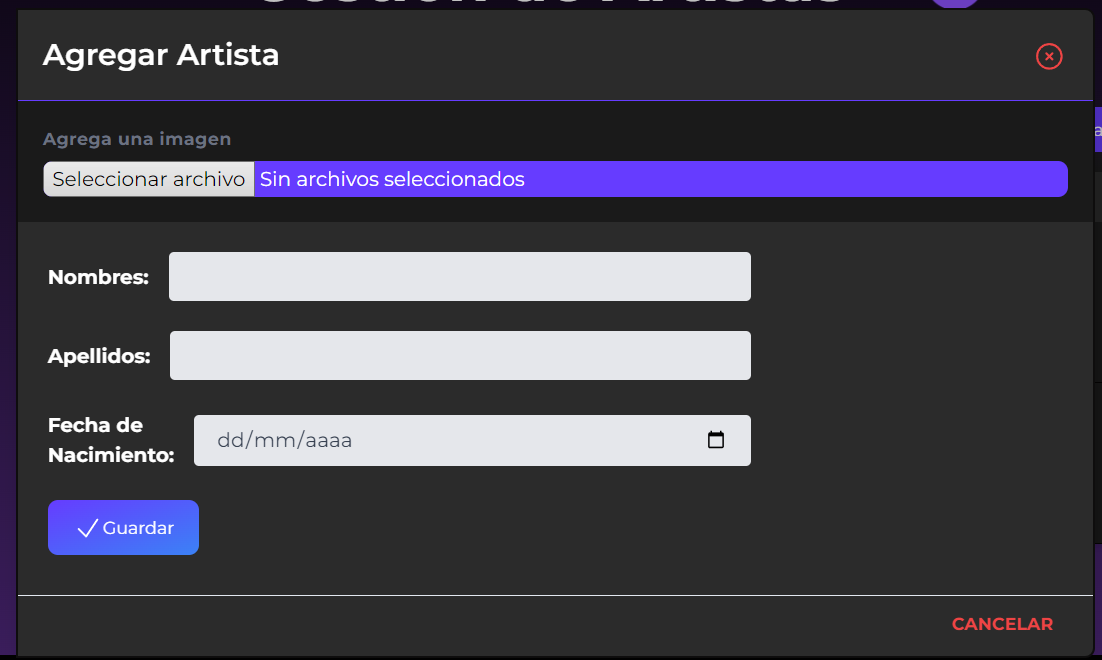 Agregar Artista
Agrega una imagen
Seleccionar archivo Sin archivos seleccionados
Nombres:
Apellidos:
Fecha de
Nacimiento:
dd/mm/aaaa
Guardar
CANCELAR